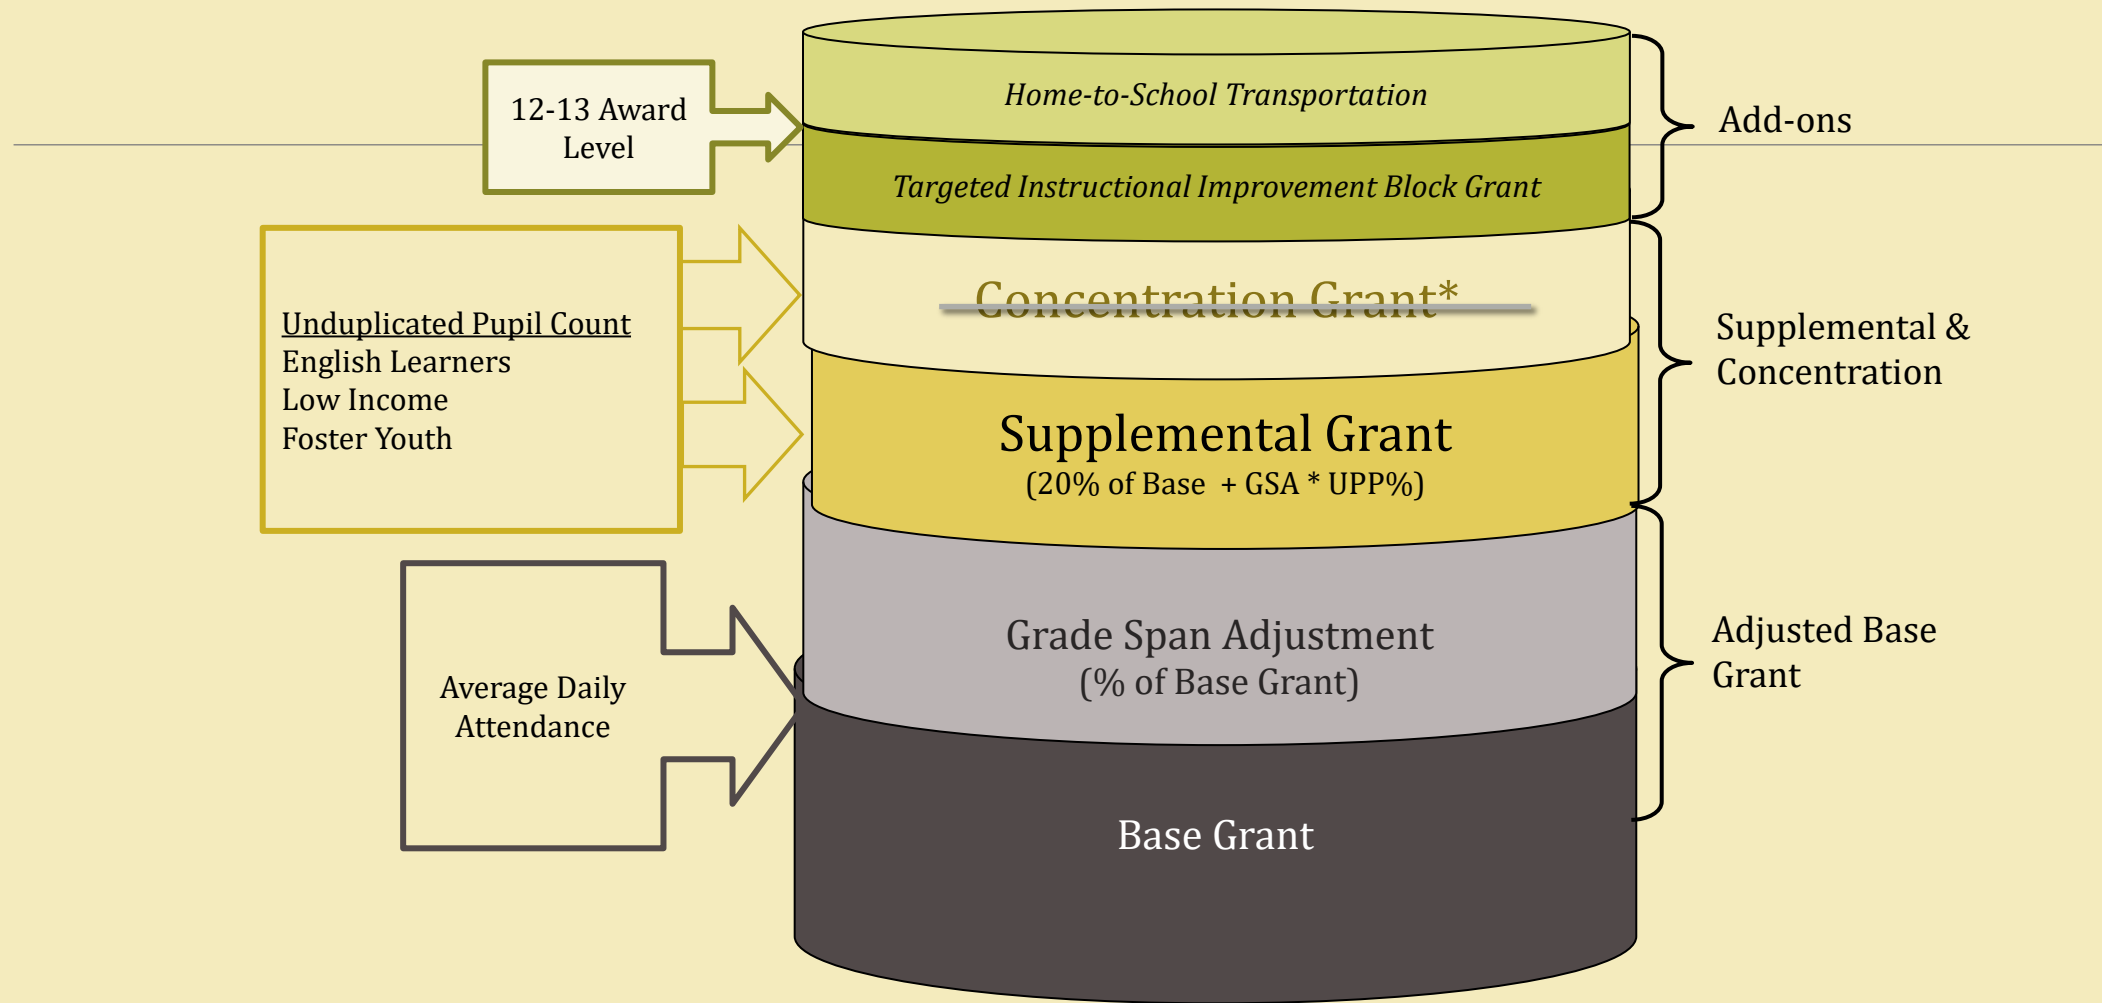 12-13 Award
Level
Home-to-School Transportation
Targeted Instructional Improvement Block Grant
Add-ons
Unduplicated Pupil Count
English Learners
Low Income
Foster Youth
Concentration Grant*
Supplemental Grant
(20% of Base + GSA * UPP%)
Supplemental &
Concentration
Average Daily
Attendance
Grade Span Adjustment
(% of Base Grant)
Base Grant
Adjusted Base
Grant